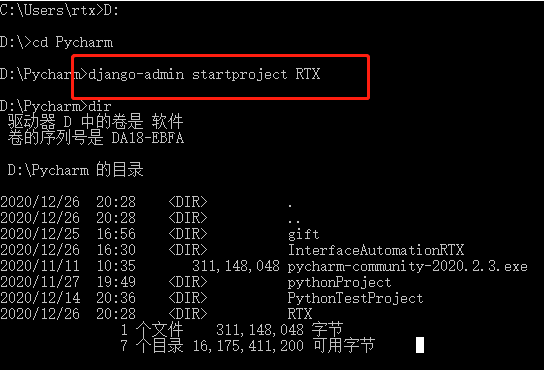 C:\Users\rtx>D:
D:\>cd Pycharm
D:\Pycharm>django-admin startproject RTX
D:\Pycharm>dir
驱动器 D 中的卷是 软件
卷的序列号是 DA18-EBFA
D:\Pycharm 的目录
2020/12/26 20:28 <DIR> .
2020/12/26 20:28 <DIR> ..
2020/12/25 16:56 <DIR> gift
2020/12/26 16:30 <DIR> InterfaceAutomationRTX
2020/11/11 10:35 311,148,048 pycharm-community-2020.2.3.exe
2020/11/27 19:49 <DIR> pythonProject
2020/12/14 20:36 <DIR> PythonTestProject
2020/12/26 20:28 <DIR> RTX
1 个文件 311,148,048 字节
7 个目录 16,175,411,200 可用字节